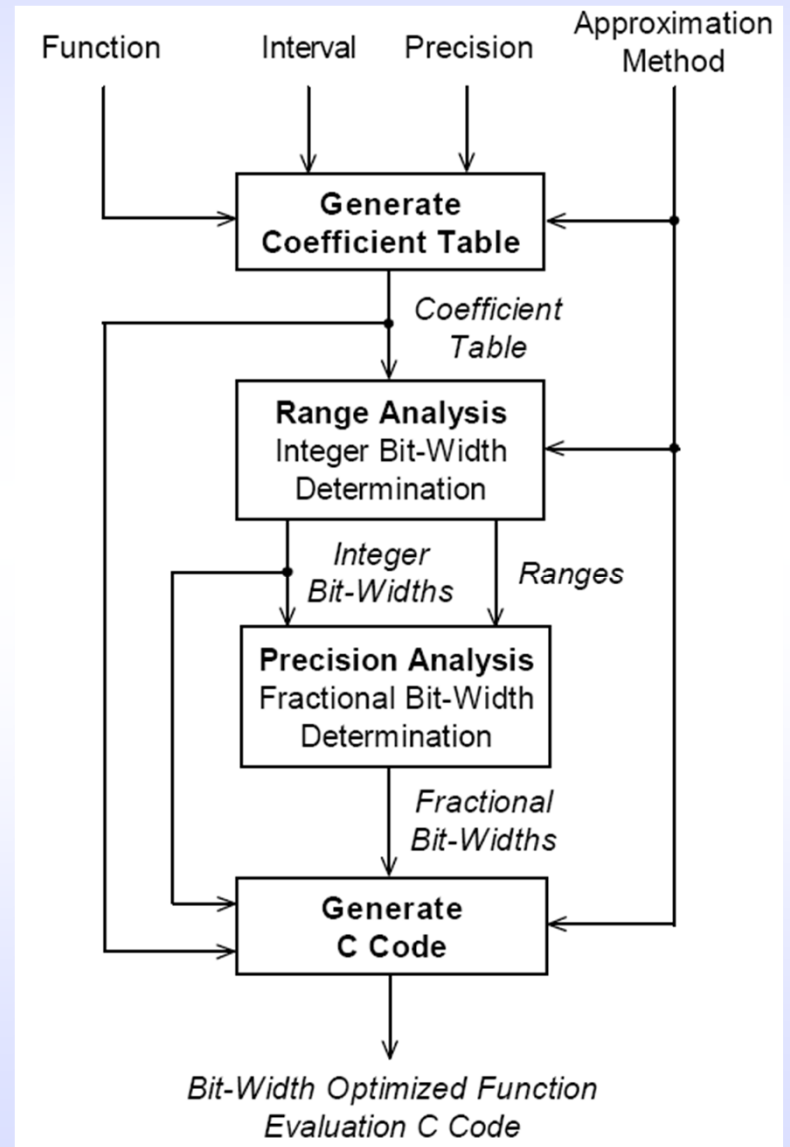 Function
Interval
Precision
Approximation
Method
Generate
Coefficient Table
Coefficient
Table
Range Analysis
Integer Bit-Width
Determination
Integer
Bit-Widths
Ranges
Precision Analysis
Fractional Bit-Width
Determination
Fractional
Bit-Widths
Generate
C Code
Bit-Width Optimized Function
Evaluation C Code